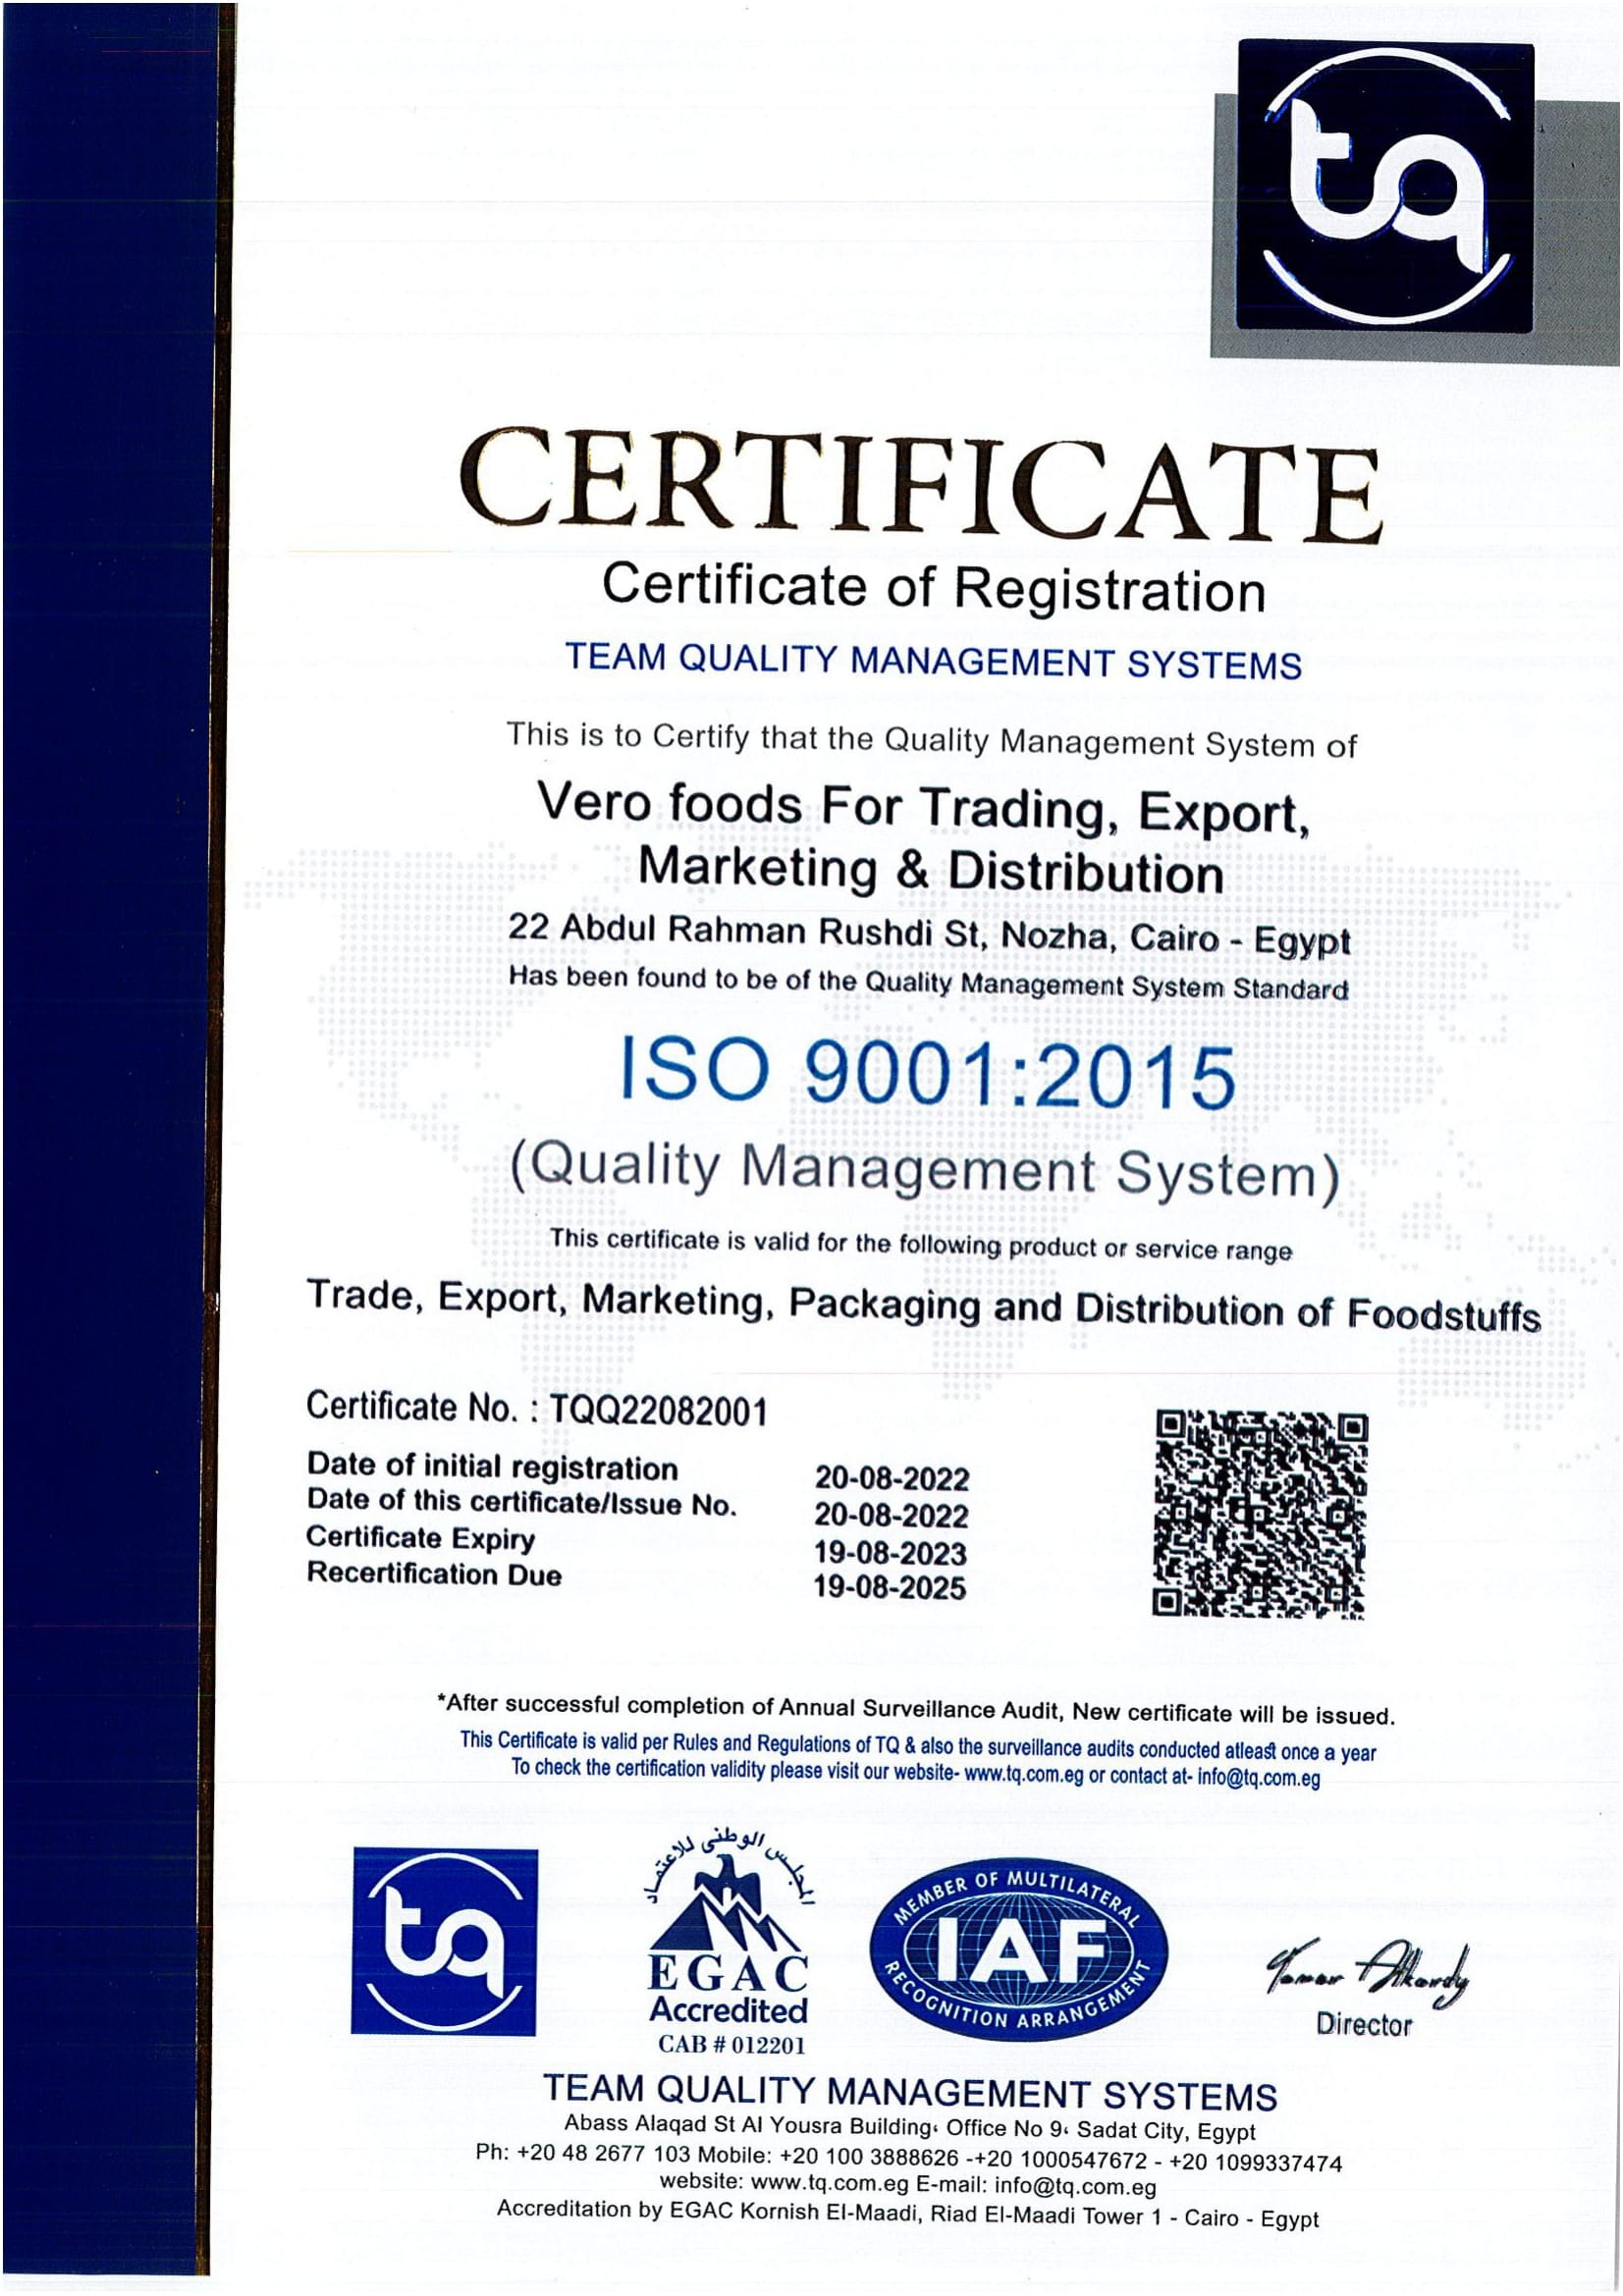 tq
CERTIFICATE
Certificate of Registration
TEAM QUALITY MANAGEMENT SYSTEMS
This is to Certify that the Quality Management System of
Vero foods For Trading, Export,
Marketing & Distribution
22 Abdul Rahman Rushdi St, Nozha, Cairo - Egypt
Has been found to be of the Quality Management System Standard
ISO 9001:2015
(Quality Management System)
This certificate is valid for the following product or service range
Trade, Export, Marketing, Packaging and Distribution of Foodstuffs
Certificate No. : TQQ22082001
Date of initial registration 20-08-2022
Date of this certificate/Issue No. 20-08-2022
Certificate Expiry 19-08-2023
Recertification Due 19-08-2025
*After successful completion of Annual Surveillance Audit, New certificate will be issued.
This Certificate is valid per Rules and Regulations of TQ & also the surveillance audits conducted atleast once a year
To check the certification validity please visit our website- www.tq.com.eg or contact at- info@tq.com.eg
tq
المجلس الوطنى للاعتماد
EGAC
Accredited
CAB # 012201
MEMBER OF MULTILATERAL
IAF
RECOGNITION ARRANGEMENT
Tamer Alkordy
Director
TEAM QUALITY MANAGEMENT SYSTEMS
Abass Alaqad St Al Yousra Building، Office No 9، Sadat City, Egypt
Ph: +20 48 2677 103 Mobile: +20 100 3888626 -+20 1000547672 - +20 1099337474
website: www.tq.com.eg E-mail: info@tq.com.eg
Accreditation by EGAC Kornish El-Maadi, Riad El-Maadi Tower 1 - Cairo - Egypt